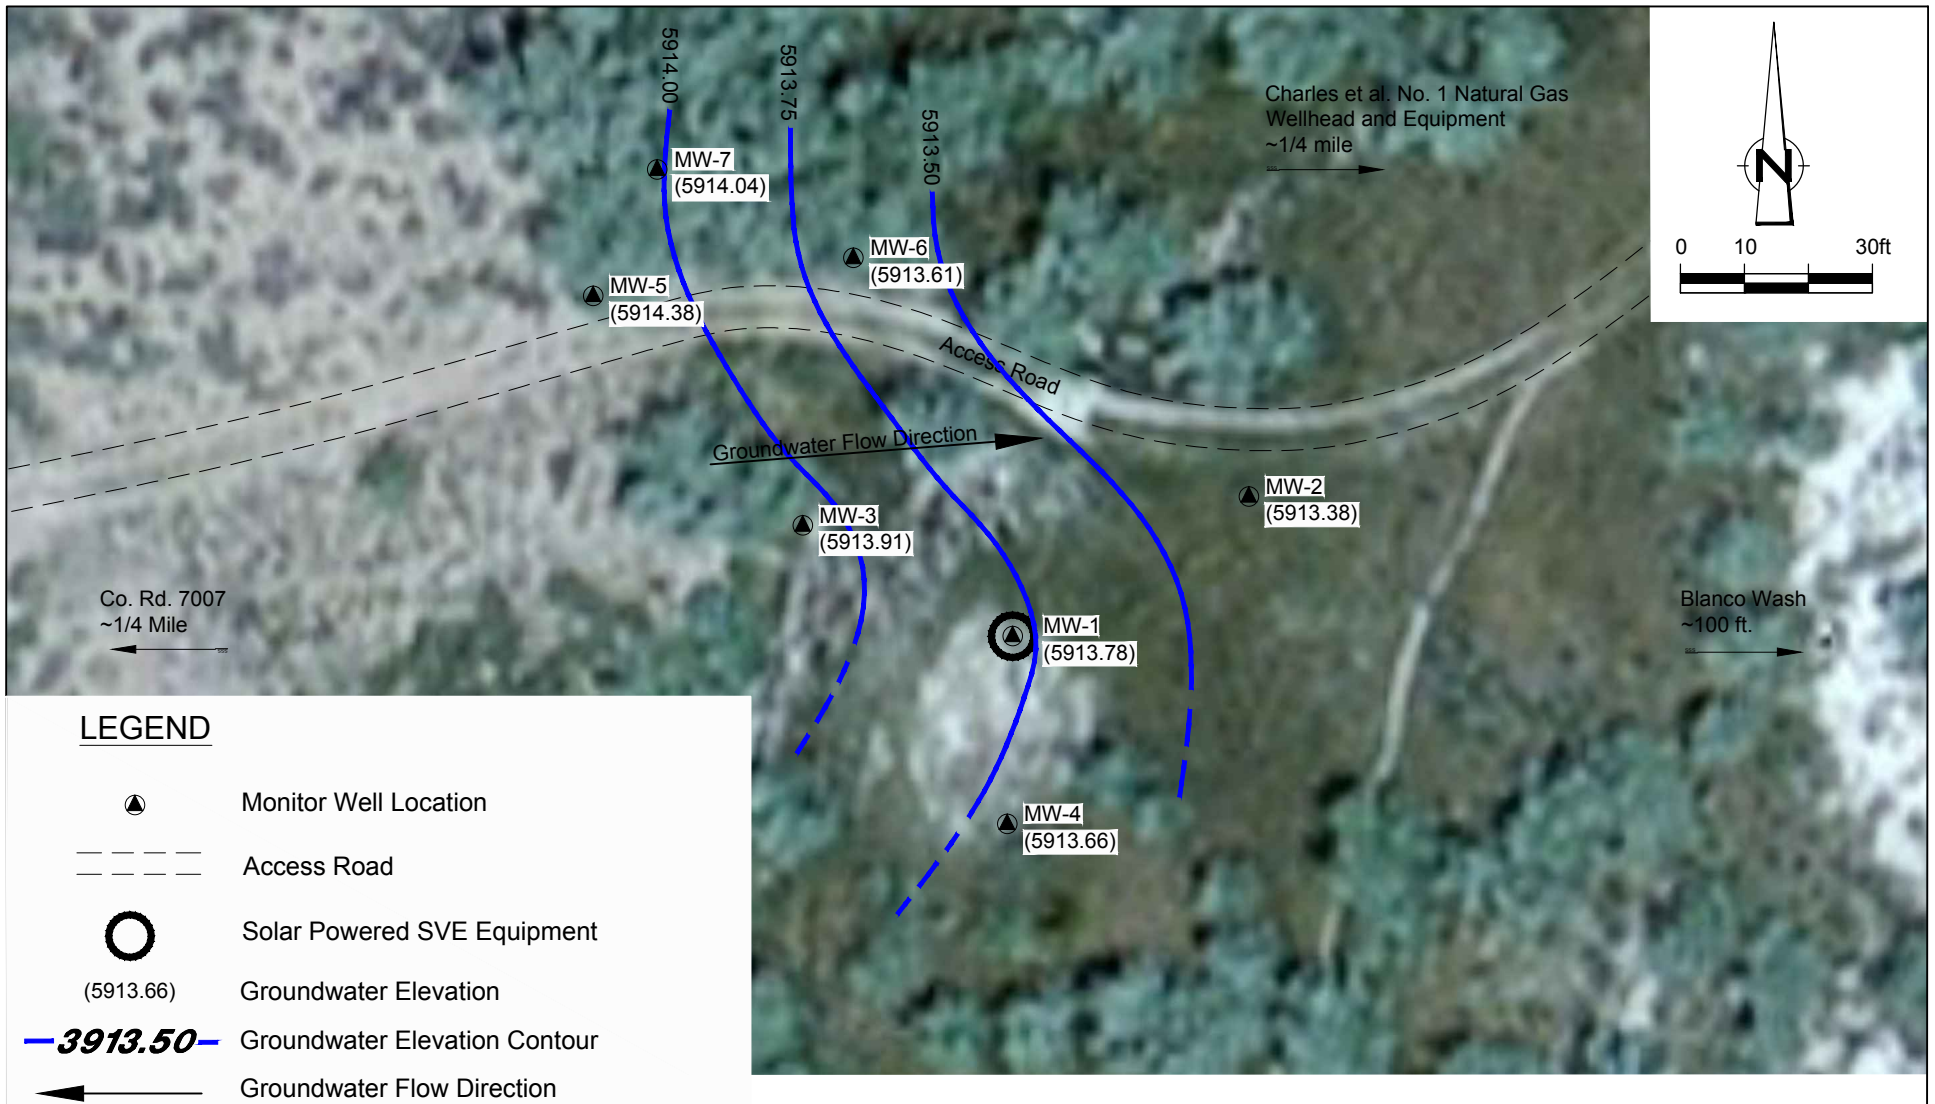 5914.00
5913.75
5913.50
Charles et al. No. 1 Natural Gas
Wellhead and Equipment
~1/4 mile
N
0 10 30ft
MW-7
(5914.04)
MW-6
(5913.61)
MW-5
(5914.38)
Access Road
Groundwater Flow Direction
MW-2
(5913.38)
MW-3
(5913.91)
Co. Rd. 7007
~1/4 Mile
MW-1
(5913.78)
Blanco Wash
~100 ft.
MW-4
(5913.66)
LEGEND
Monitor Well Location
Access Road
Solar Powered SVE Equipment
(5913.66) Groundwater Elevation
3913.50 Groundwater Elevation Contour
Groundwater Flow Direction